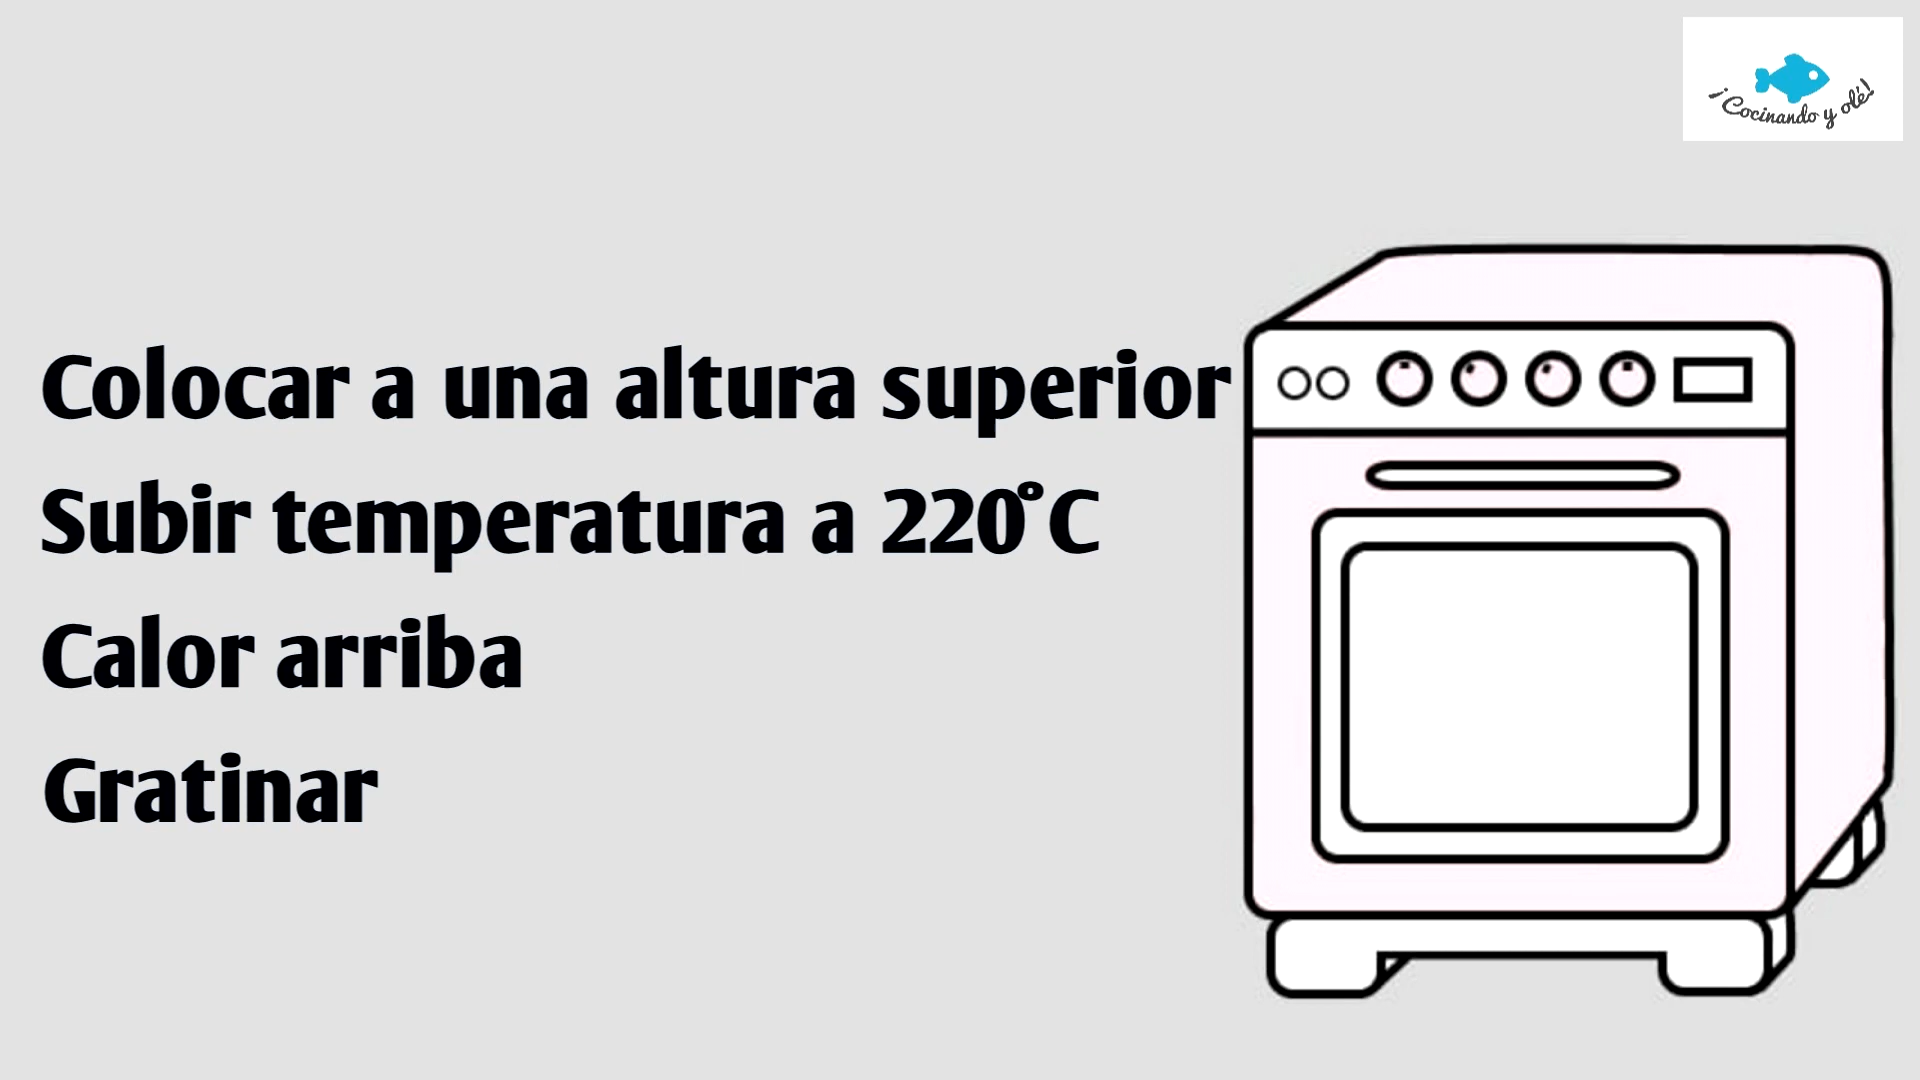 ¡Cocinando y olé!
Colocar a una altura superior
Subir temperatura a 220°C
Calor arriba
Gratinar